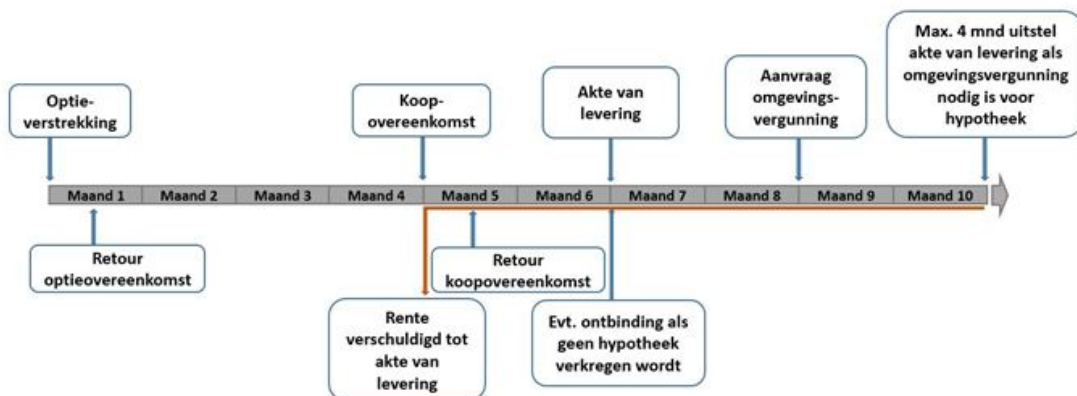 Optie-
verstrekking
Koop-
overeenkomst
Akte van
levering
Aanvraag
omgevings-
vergunning
Max. 4 mnd uitstel
akte van levering als
omgevingsvergunning
nodig is voor
hypotheek
Maand 1 Maand 2 Maand 3 Maand 4 Maand 5 Maand 6 Maand 7 Maand 8 Maand 9 Maand 10
Retour
optieovereenkomst
Retour
koopovereenkomst
Rente
verschuldigd tot
akte van
levering
Evt. ontbinding als
geen hypotheek
verkregen wordt